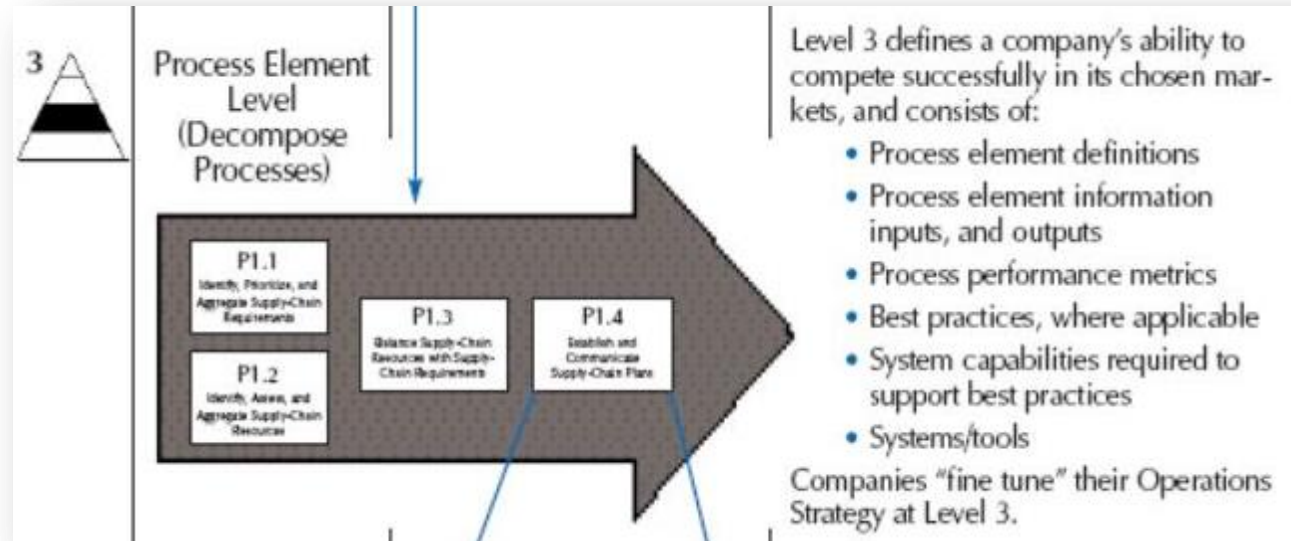 3
Process Element
Level
(Decompose
Processes)
P1.1
Identify, Prioritize, and
Aggregate Supply-Chain
Requirements
P1.2
Identify, Assess, and
Aggregate Supply-Chain
Resources
P1.3
Balance Supply-Chain
Resources with Supply-
Chain Requirements
P1.4
Establish and
Communicate
Supply-Chain Plans
Level 3 defines a company’s ability to
compete successfully in its chosen mar-
kets, and consists of:
• Process element definitions
• Process element information
inputs, and outputs
• Process performance metrics
• Best practices, where applicable
• System capabilities required to
support best practices
• Systems/tools
Companies “fine tune” their Operations
Strategy at Level 3.